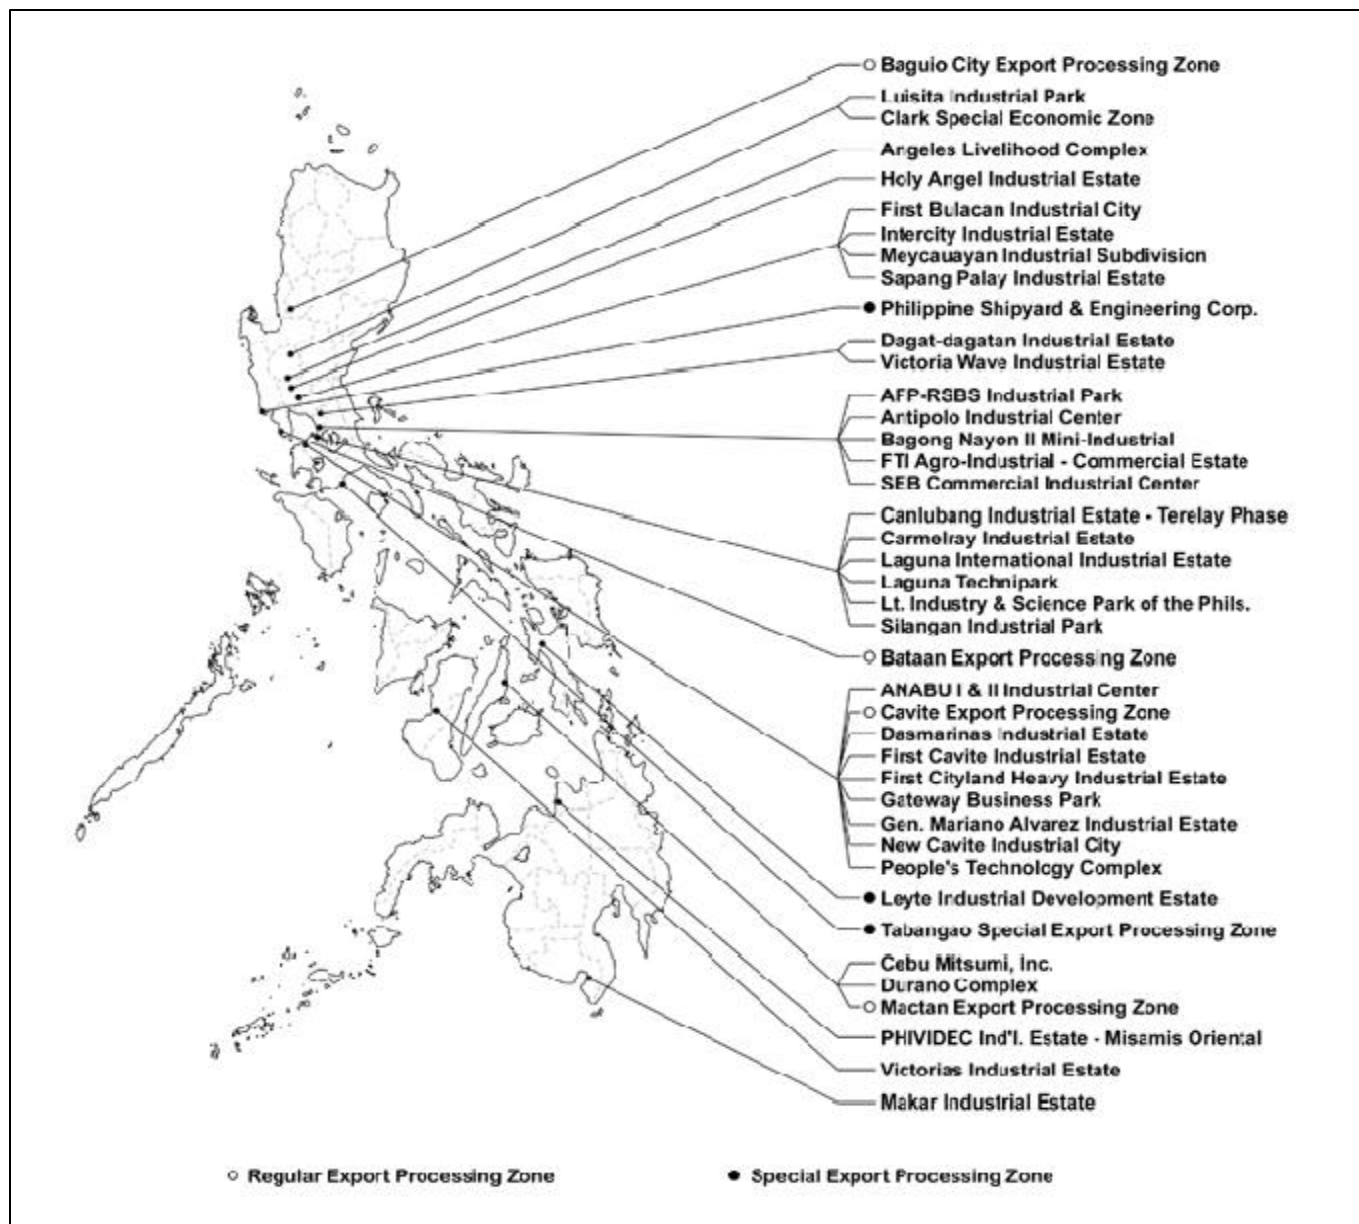 Baguio City Export Processing Zone
Luisita Industrial Park
Clark Special Economic Zone
Angeles Livelihood Complex
Holy Angel Industrial Estate
First Bulacan Industrial City
Intercity Industrial Estate
Meycauayan Industrial Subdivision
Sapang Palay Industrial Estate
Philippine Shipyard & Engineering Corp.
Dagat-dagatan Industrial Estate
Victoria Wave Industrial Estate
AFP-RSBS Industrial Park
Antipolo Industrial Center
Bagong Nayon II Mini-Industrial
FTI Agro-Industrial - Commercial Estate
SEB Commercial Industrial Center
Canlubang Industrial Estate - Terelay Phase
Carmelray Industrial Estate
Laguna International Industrial Estate
Laguna Technipark
Lt. Industry & Science Park of the Phils.
Silangan Industrial Park
Bataan Export Processing Zone
ANABU I & II Industrial Center
Cavite Export Processing Zone
Dasmarinas Industrial Estate
First Cavite Industrial Estate
First Cityland Heavy Industrial Estate
Gateway Business Park
Gen. Mariano Alvarez Industrial Estate
New Cavite Industrial City
People's Technology Complex
Leyte Industrial Development Estate
Tabangao Special Export Processing Zone
Cebu Mitsumi, Inc.
Durano Complex
Mactan Export Processing Zone
PHIVIDEC Ind'l. Estate - Misamis Oriental
Victorias Industrial Estate
Makar Industrial Estate
Regular Export Processing Zone
Special Export Processing Zone